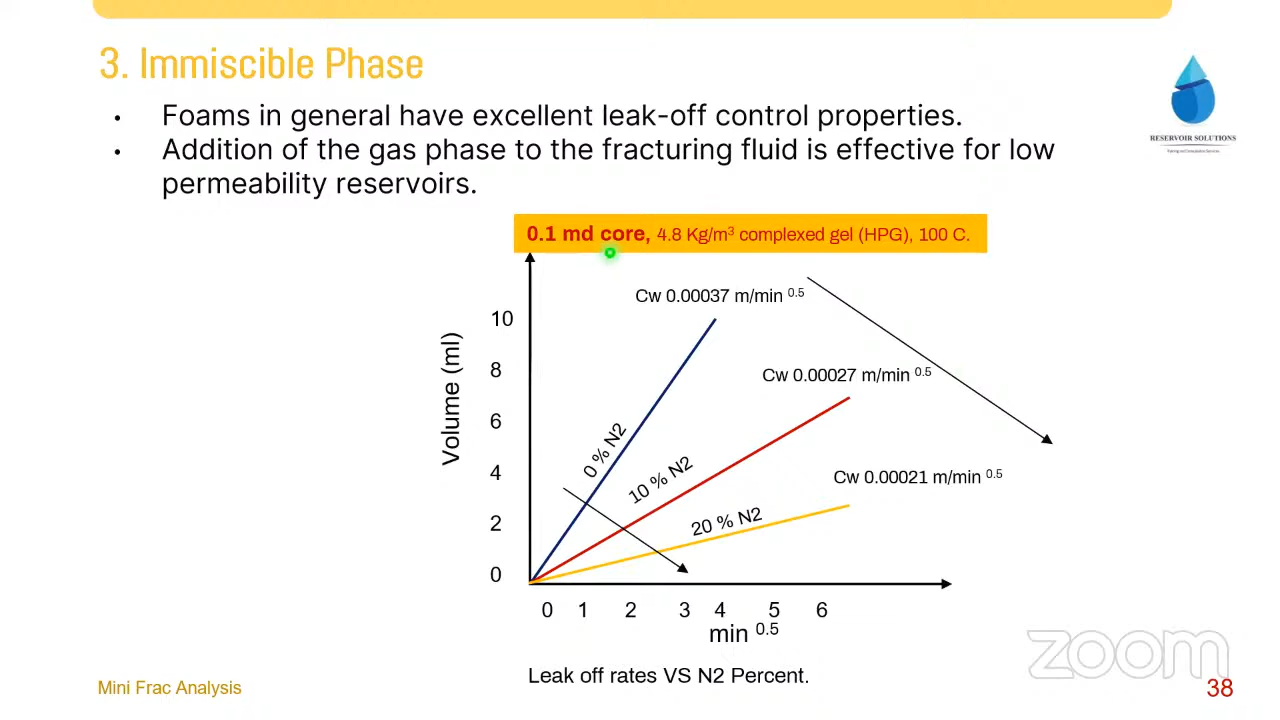 3. Immiscible Phase
• Foams in general have excellent leak-off control properties.
• Addition of the gas phase to the fracturing fluid is effective for low
permeability reservoirs.
RESERVOIR SOLUTIONS
Training and Consultation Services
0.1 md core, 4.8 Kg/m³ complexed gel (HPG), 100 C.
Cw 0.00037 m/min 0.5
Cw 0.00027 m/min 0.5
Cw 0.00021 m/min 0.5
Volume (ml)
10
8
6
4
2
0
0 % N2
10 % N2
20 % N2
0 1 2 3 4 5 6
min 0.5
Leak off rates VS N2 Percent.
zoom
Mini Frac Analysis
38